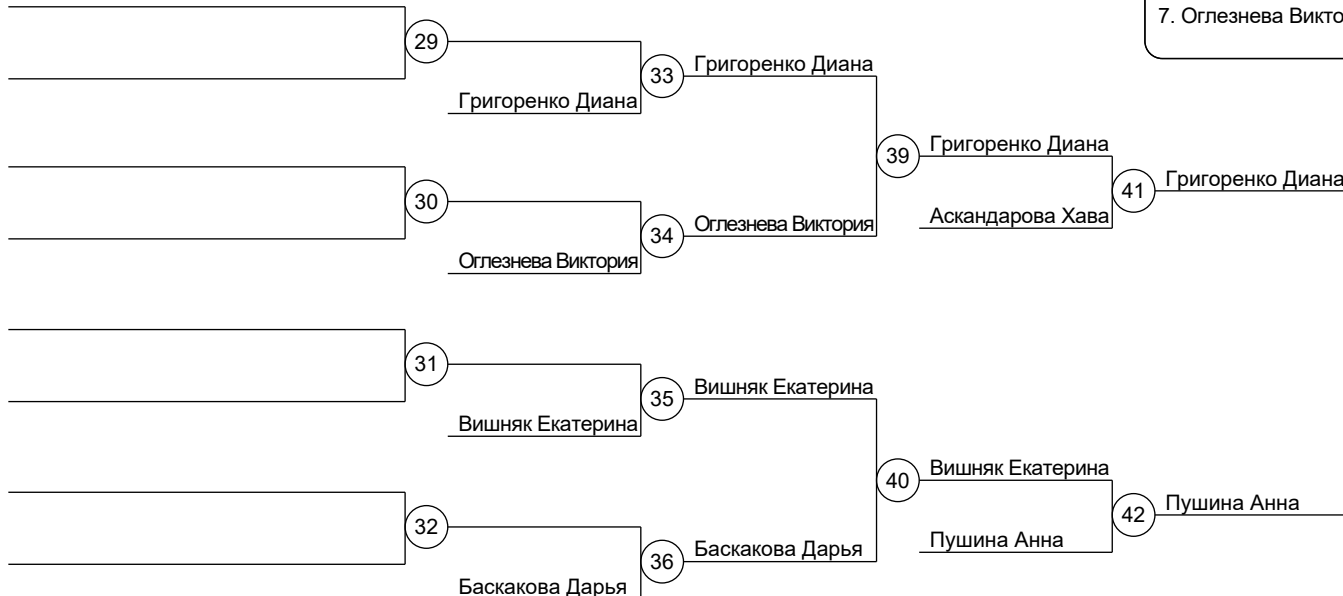 7. Оглезнева Викто
29
33
Григоренко Диана
Григоренко Диана
39
Григоренко Диана
41
Григоренко Диана
30
34
Оглезнева Виктория
Аскандарова Хава
Оглезнева Виктория
31
35
Вишняк Екатерина
Вишняк Екатерина
40
Вишняк Екатерина
42
Пушина Анна
32
36
Баскакова Дарья
Пушина Анна
Баскакова Дарья